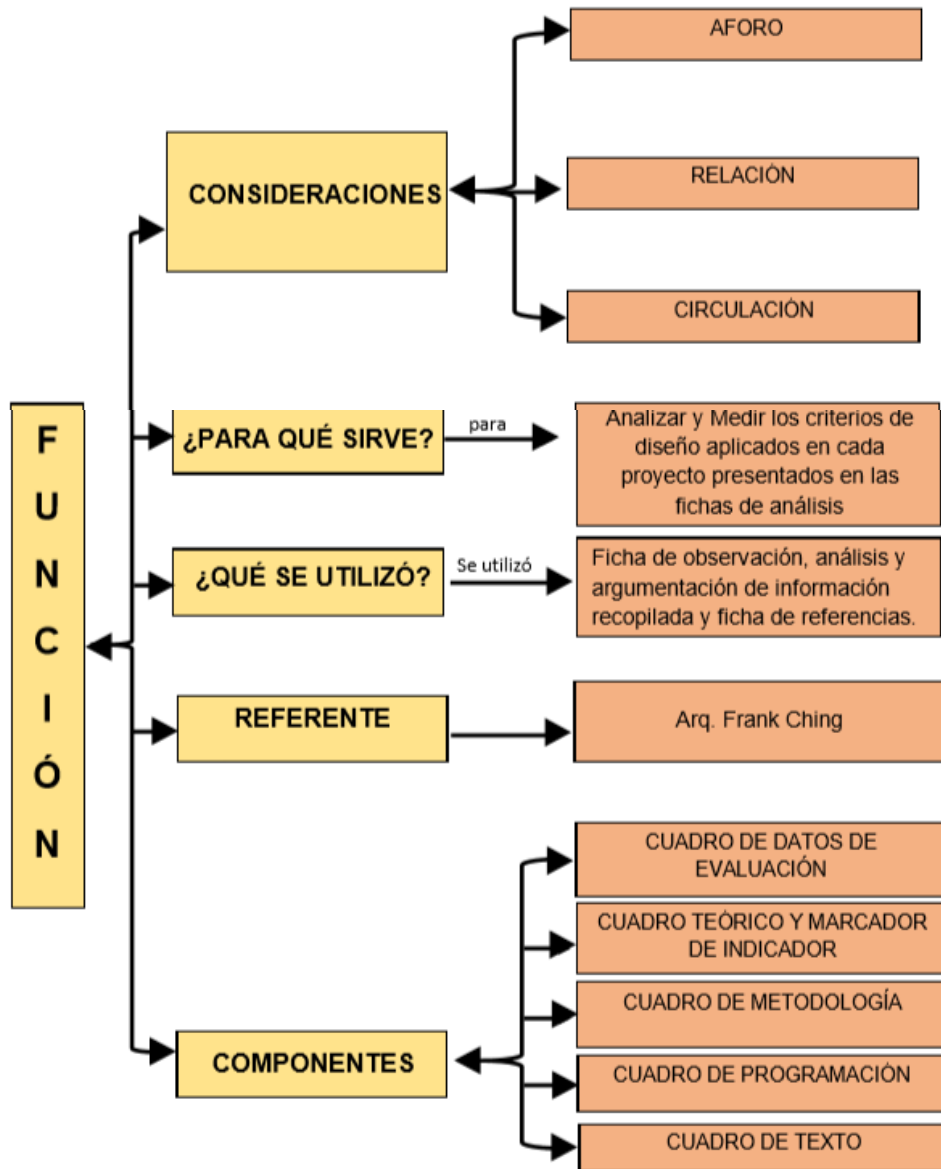 FUNCIÓN
CONSIDERACIONES
AFORO
RELACIÓN
CIRCULACIÓN
¿PARA QUÉ SIRVE?
para
Analizar y Medir los criterios de
diseño aplicados en cada
proyecto presentados en las
fichas de análisis
¿QUÉ SE UTILIZÓ?
Se utilizó
Ficha de observación, análisis y
argumentación de información
recopilada y ficha de referencias.
REFERENTE
Arq. Frank Ching
COMPONENTES
CUADRO DE DATOS DE
EVALUACIÓN
CUADRO TEÓRICO Y MARCADOR
DE INDICADOR
CUADRO DE METODOLOGÍA
CUADRO DE PROGRAMACIÓN
CUADRO DE TEXTO